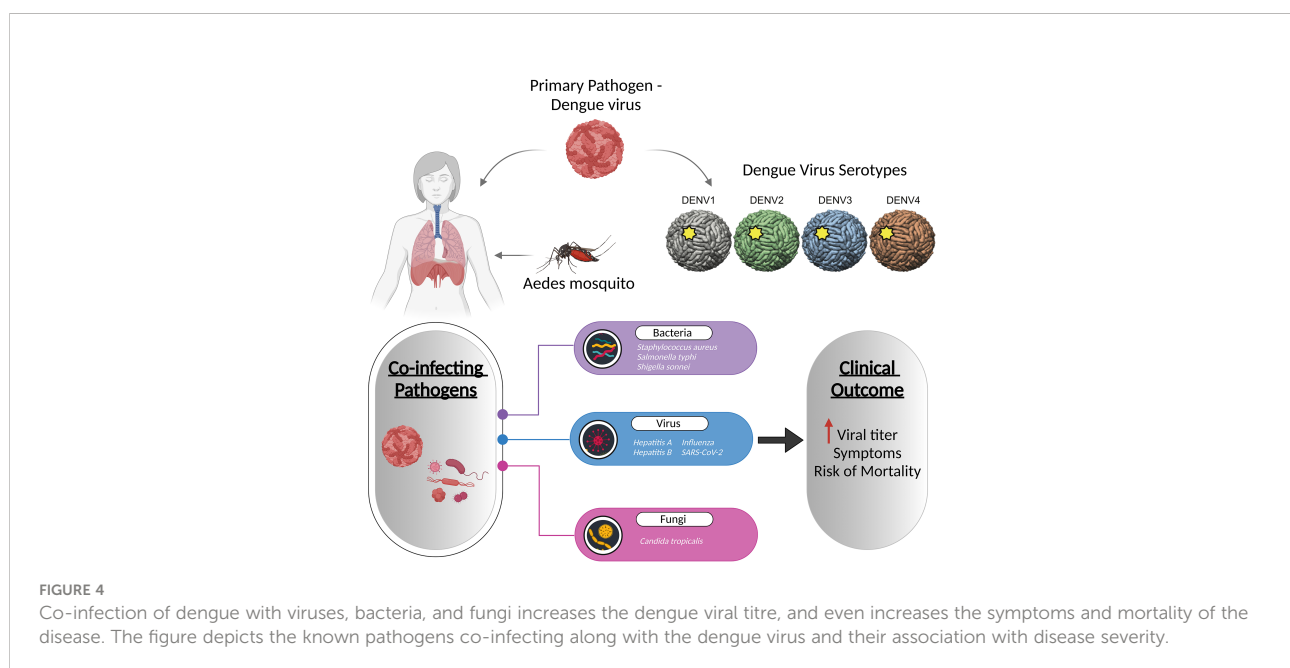 Primary Pathogen -
Dengue virus
Dengue Virus Serotypes
DENV1 DENV2 DENV3 DENV4
Aedes mosquito
Co-infecting
Pathogens
Bacteria
Staphylococcus aureus
Salmonella typhi
Shigella sonnei
Virus
Hepatitis A Influenza
Hepatitis B SARS-CoV-2
Fungi
Candida tropicalis
Clinical
Outcome
Viral titer
Symptoms
Risk of Mortality
FIGURE 4
Co-infection of dengue with viruses, bacteria, and fungi increases the dengue viral titre, and even increases the symptoms and mortality of the
disease. The figure depicts the known pathogens co-infecting along with the dengue virus and their association with disease severity.